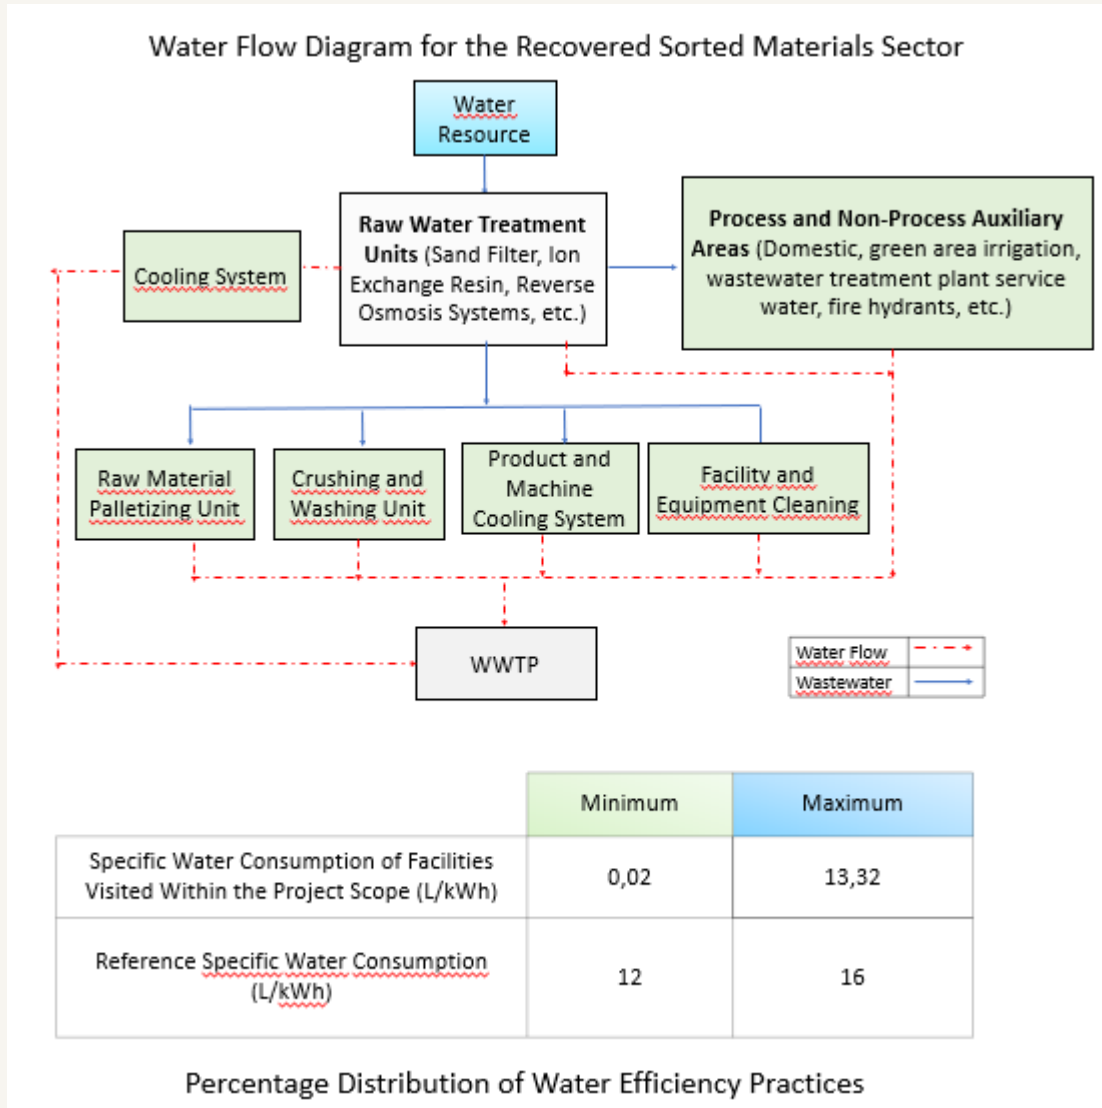 Water Flow Diagram for the Recovered Sorted Materials Sector
Water
Resource
Raw Water Treatment
Units (Sand Filter, Ion
Exchange Resin, Reverse
Osmosis Systems, etc.)
Process and Non-Process Auxiliary
Areas (Domestic, green area irrigation,
wastewater treatment plant service
water, fire hydrants, etc.)
Cooling System
Raw Material
Palletizing Unit
Crushing and
Washing Unit
Product and
Machine
Cooling System
Facility and
Equipment Cleaning
WWTP
Water Flow
Wastewater
Minimum
Maximum
Specific Water Consumption of Facilities
Visited Within the Project Scope (L/kWh)
0,02
13,32
Reference Specific Water Consumption
(L/kWh)
12
16
Percentage Distribution of Water Efficiency Practices